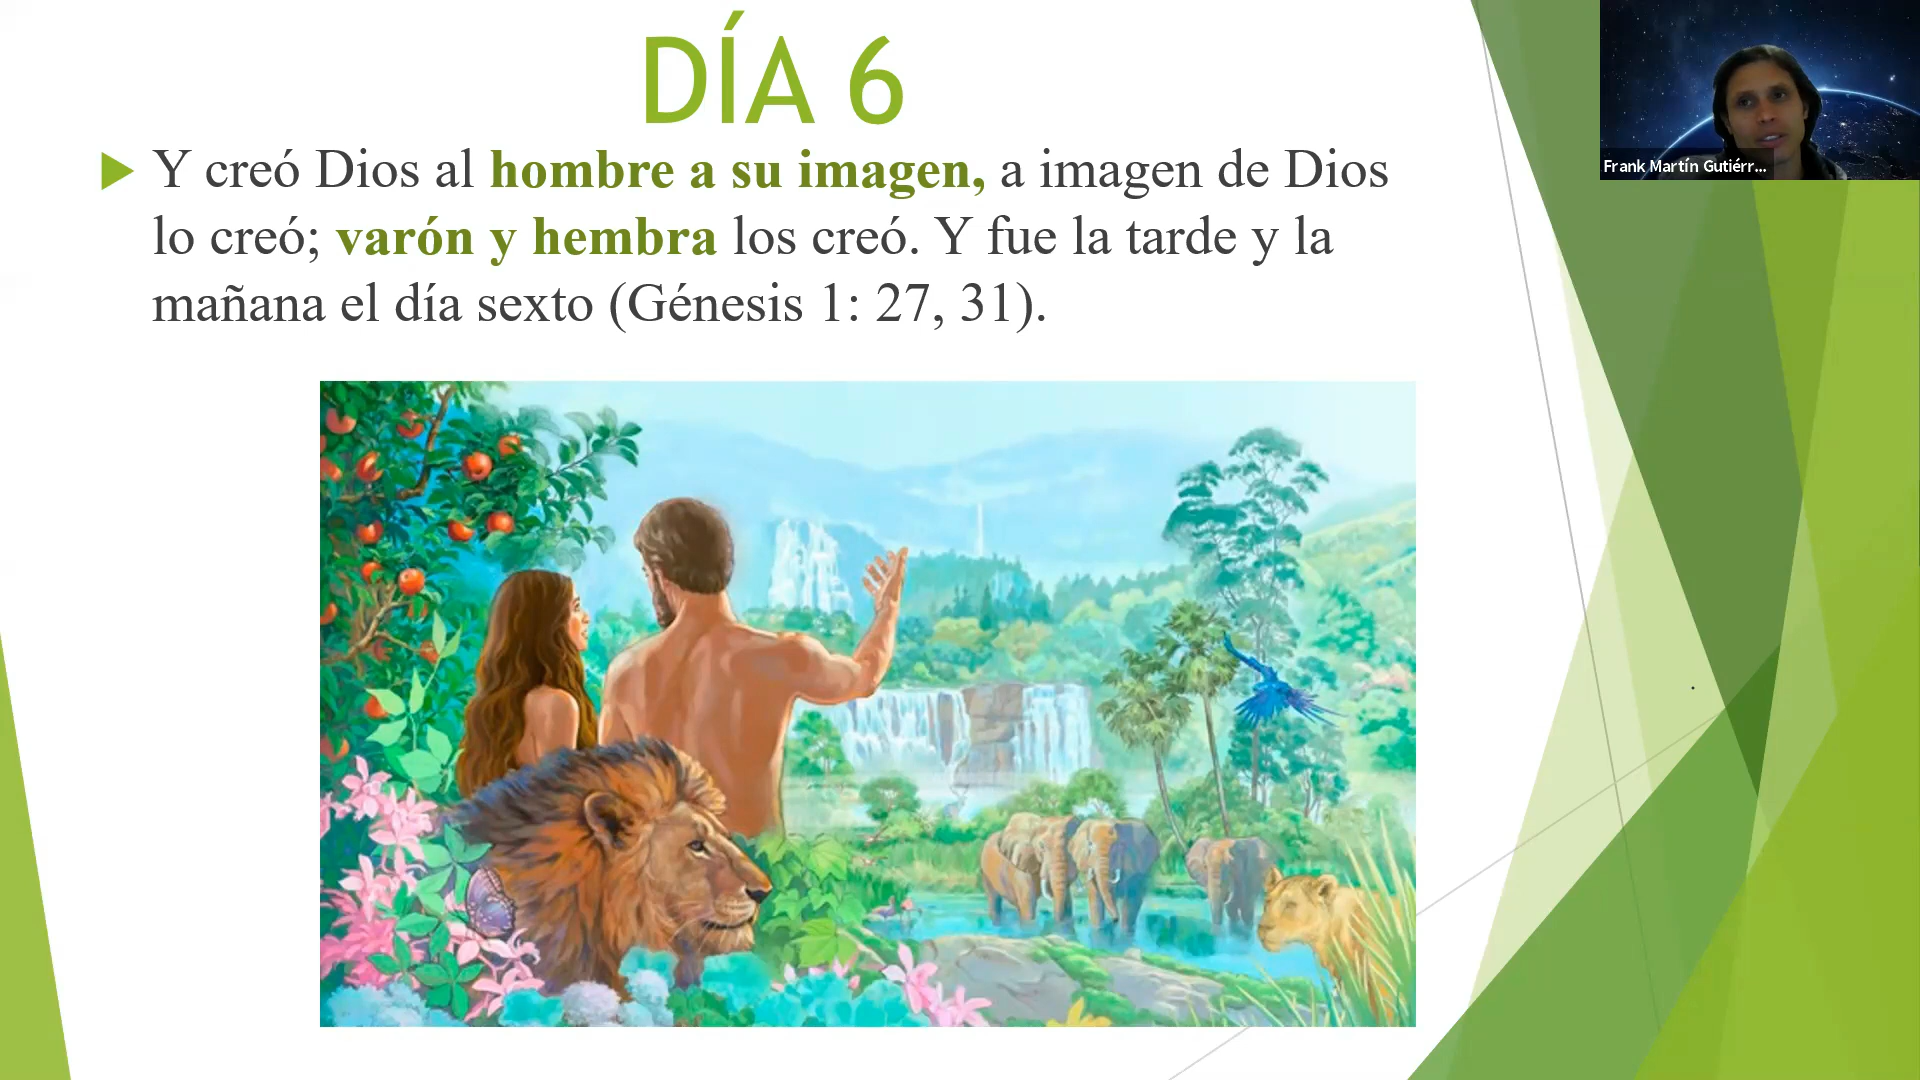 DÍA 6
Y creó Dios al hombre a su imagen, a imagen de Dios
lo creó; varón y hembra los creó. Y fue la tarde y la
mañana el día sexto (Génesis 1: 27, 31).
Frank Martín Gutiérr...